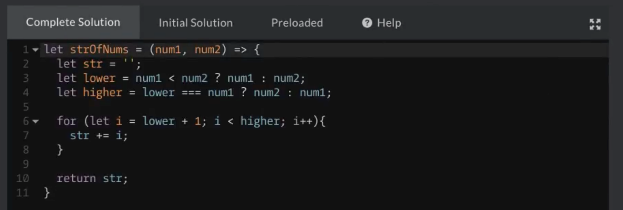 Complete Solution Initial Solution Preloaded ? Help
1 let strOfNums = (num1, num2) => {
2 let str = '';
3 let lower = num1 < num2 ? num1 : num2;
4 let higher = lower === num1 ? num2 : num1;
5
6 for (let i = lower + 1; i < higher; i++){
7 str += i;
8 }
9
10 return str;
11 }